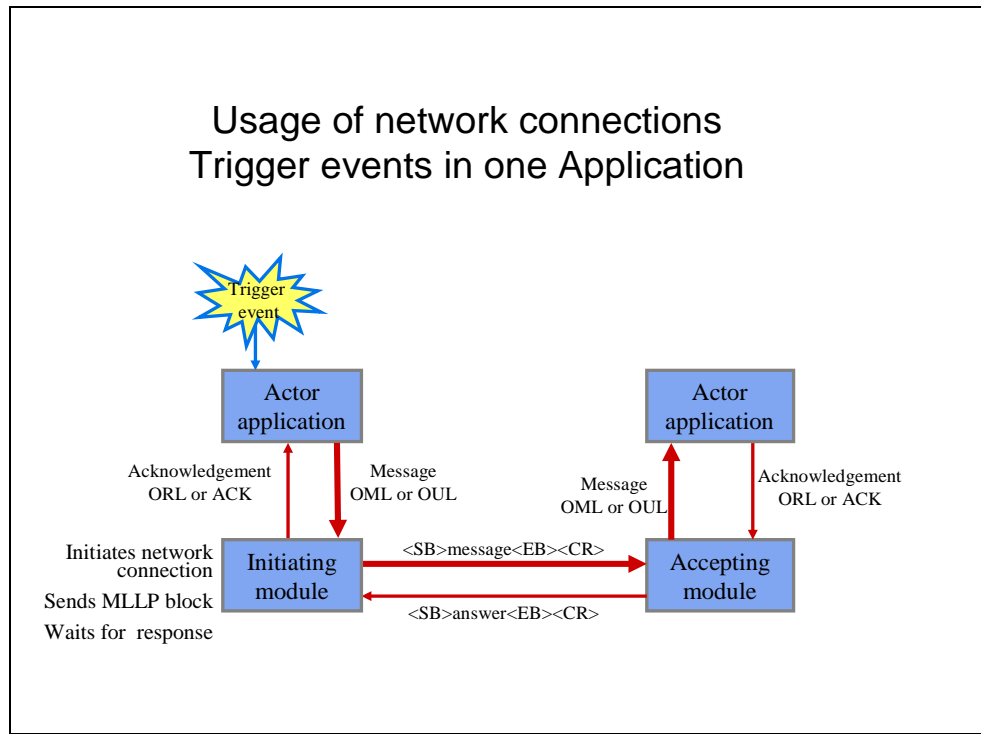 Usage of network connections
Trigger events in one Application
Trigger
event
Actor
application
Actor
application
Acknowledgement
ORL or ACK
Message
OML or OUL
Message
OML or OUL
Acknowledgement
ORL or ACK
Initiates network
connection
Sends MLLP block
Waits for response
Initiating
module
<SB>message<EB><CR>
<SB>answer<EB><CR>
Accepting
module